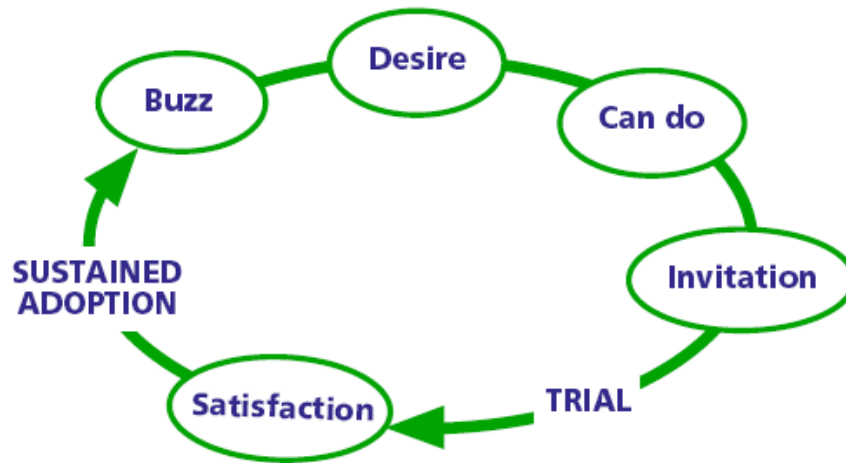 Desire
Buzz
Can do
Invitation
SUSTAINED
ADOPTION
Satisfaction
TRIAL